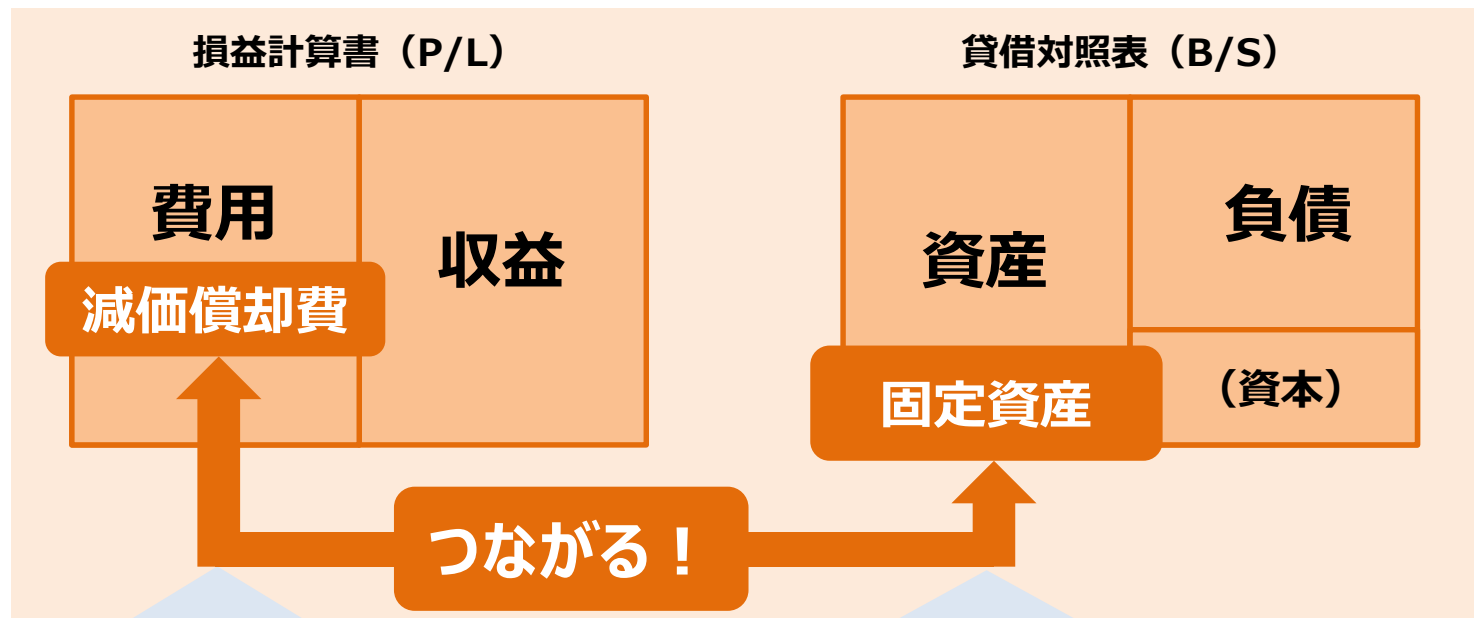 損益計算書（P/L）
費用
減価償却費
収益
貸借対照表（B/S）
資産
固定資産
負債
（資本）
つながる！